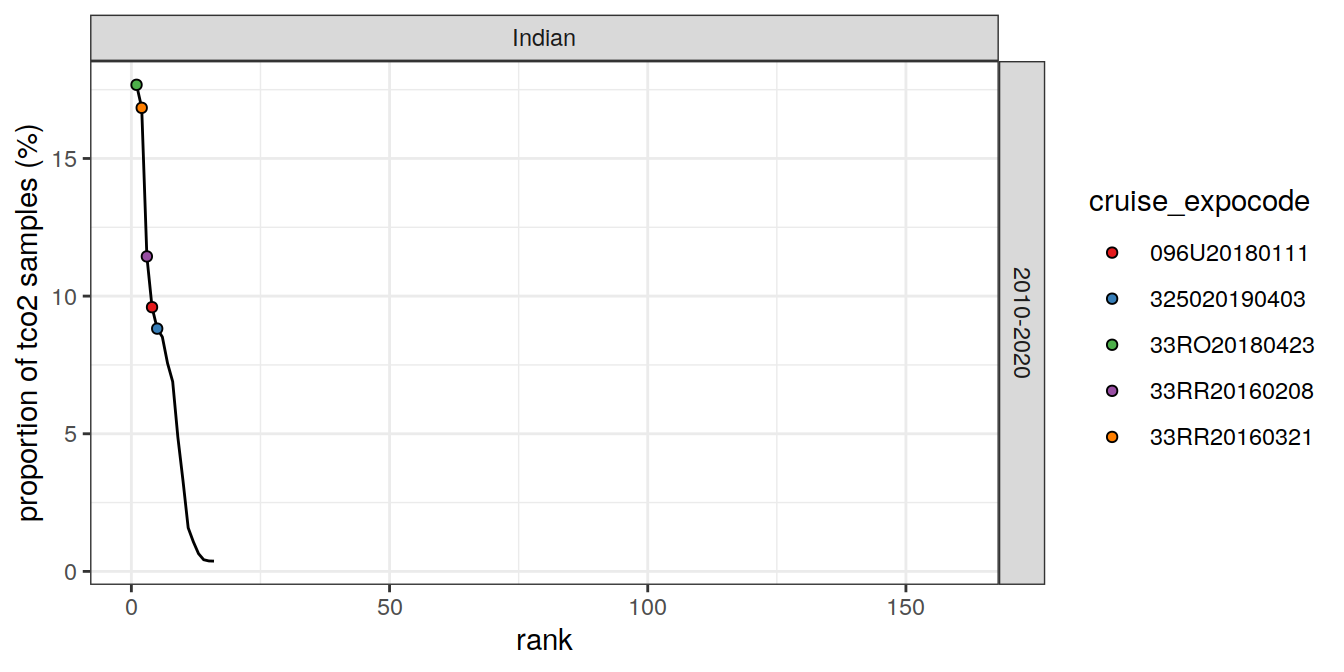 Indian
2010-2020
proportion of tco2 samples (%)
15
10
5
0
0
50
100
150
rank
cruise_expocode
096U20180111
325020190403
33RO20180423
33RR20160208
33RR20160321